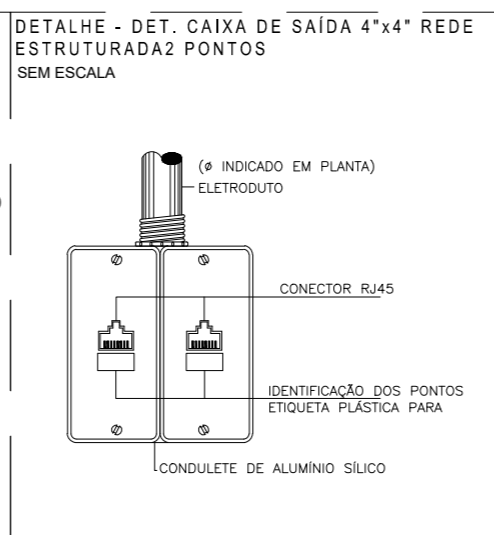 DETALHE - DET. CAIXA DE SAÍDA 4"x4" REDE
ESTRUTURADA2 PONTOS
SEM ESCALA
(ø INDICADO EM PLANTA)
ELETRODUTO
CONECTOR RJ45
IDENTIFICAÇÃO DOS PONTOS
ETIQUETA PLÁSTICA PARA
CONDULETE DE ALUMÍNIO SÍLICO